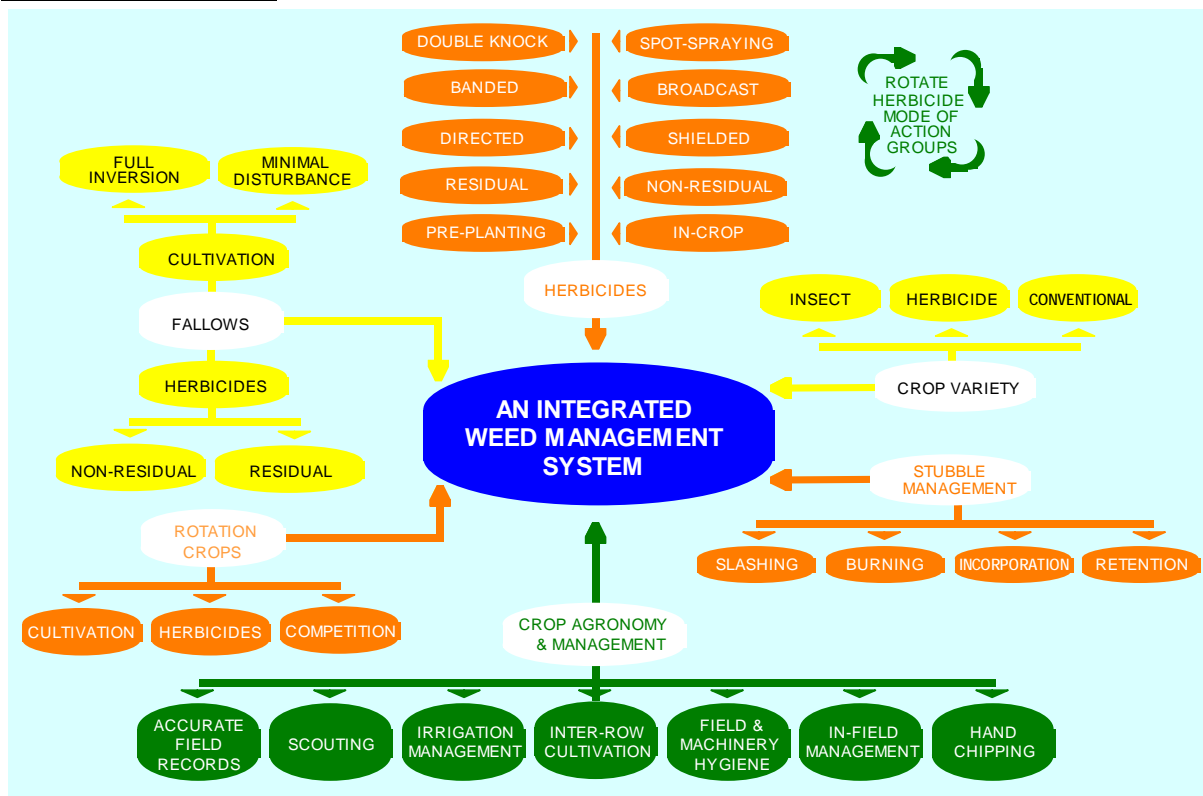 DOUBLE KNOCK
SPOT-SPRAYING
BANDED
BROADCAST
DIRECTED
SHIELDED
RESIDUAL
NON-RESIDUAL
PRE-PLANTING
IN-CROP
HERBICIDES
ROTATE
HERBICIDE
MODE OF
ACTION
GROUPS
FULL
INVERSION
MINIMAL
DISTURBANCE
CULTIVATION
FALLOWS
HERBICIDES
NON-RESIDUAL
RESIDUAL
INSECT
HERBICIDE
CONVENTIONAL
CROP VARIETY
AN INTEGRATED
WEED MANAGEMENT
SYSTEM
STUBBLE
MANAGEMENT
SLASHING
BURNING
INCORPORATION
RETENTION
ROTATION
CROPS
CULTIVATION
HERBICIDES
COMPETITION
CROP AGRONOMY
& MANAGEMENT
ACCURATE
FIELD
RECORDS
SCOUTING
IRRIGATION
MANAGEMENT
INTER-ROW
CULTIVATION
FIELD &
MACHINERY
HYGIENE
IN-FIELD
MANAGEMENT
HAND
CHIPPING